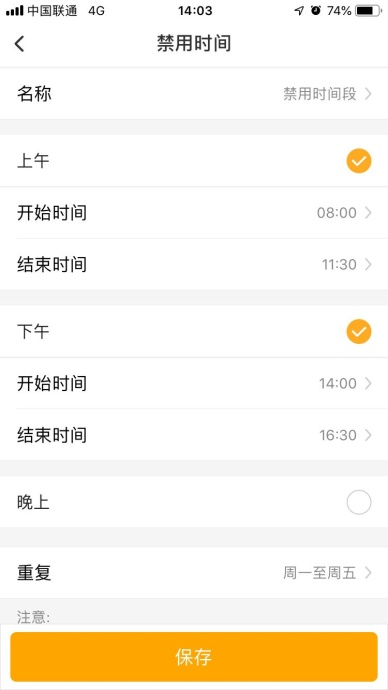 中国联通 4G 14:03 74%
禁用时间
名称 禁用时间段
上午
开始时间 08:00
结束时间 11:30
下午
开始时间 14:00
结束时间 16:30
晚上
重复 周一至周五
注意:
保存